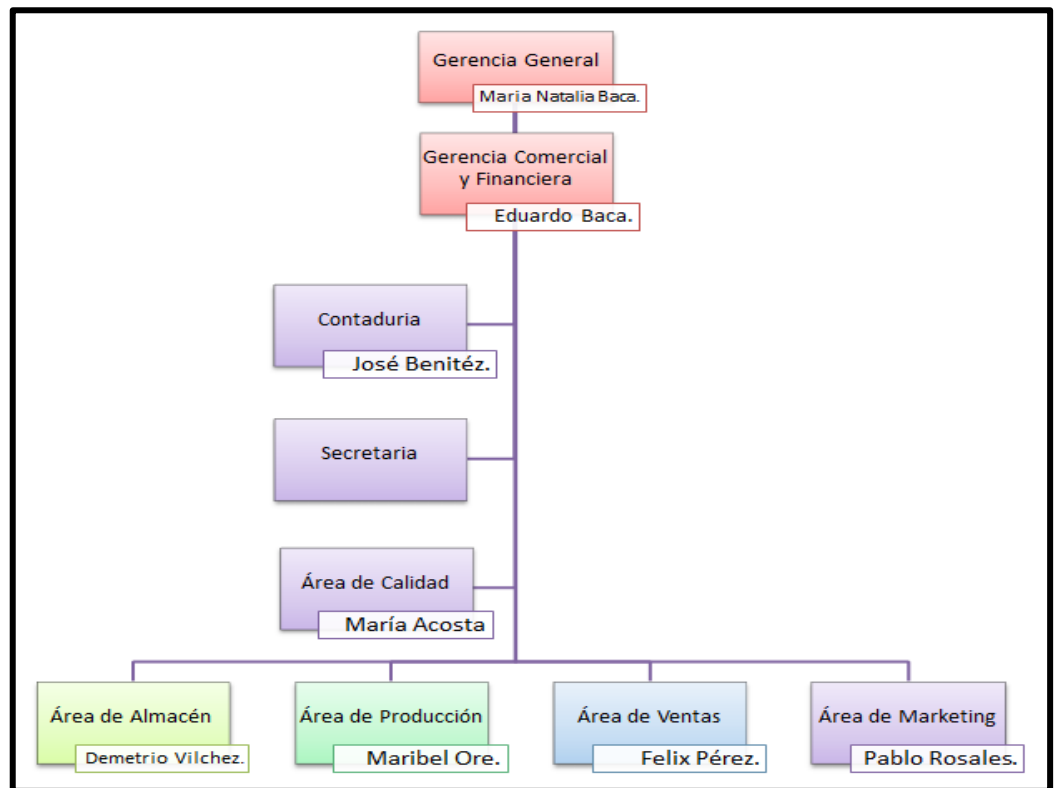 Gerencia General
Maria Natalia Baca.
Gerencia Comercial
y Financiera
Eduardo Baca.
Contaduria
José Benitéz.
Secretaria
Área de Calidad
María Acosta
Área de Almacén
Demetrio Vilchez.
Área de Producción
Maribel Ore.
Área de Ventas
Felix Pérez.
Área de Marketing
Pablo Rosales.